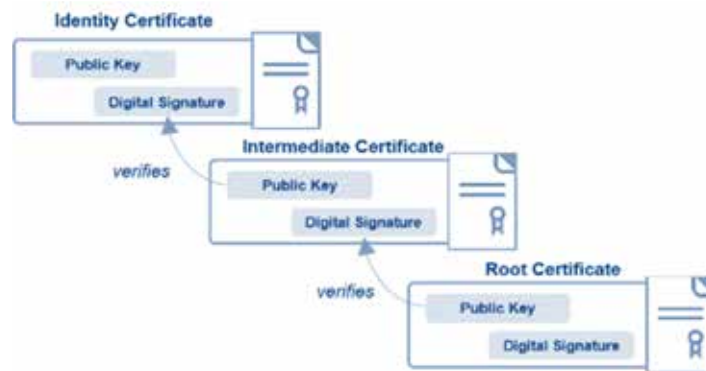 Identity Certificate
Public Key
Digital Signature
verifies
Intermediate Certificate
Public Key
Digital Signature
verifies
Root Certificate
Public Key
Digital Signature